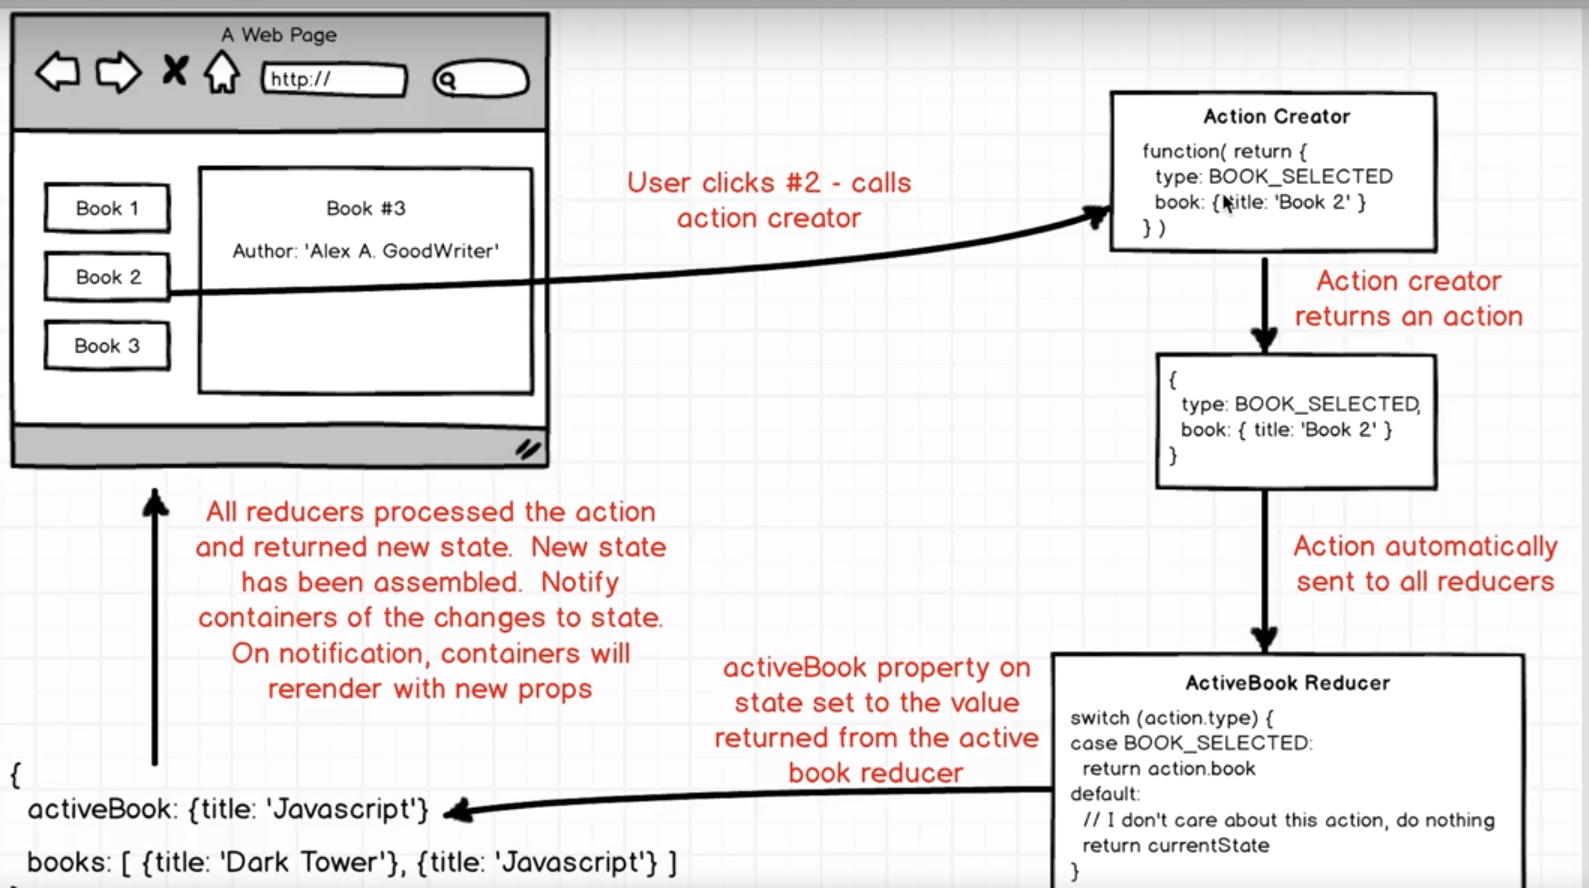 A Web Page
http://
Book 1
Book 2
Book 3
Book #3
Author: 'Alex A. GoodWriter'
User clicks #2 - calls
action creator
Action Creator
function( return {
type: BOOK_SELECTED
book: { title: 'Book 2' }
} )
Action creator
returns an action
{
type: BOOK_SELECTED,
book: { title: 'Book 2' }
}
Action automatically
sent to all reducers
ActiveBook Reducer
switch (action.type) {
case BOOK_SELECTED:
return action.book
default:
// I don't care about this action, do nothing
return currentState
}
activeBook property on
state set to the value
returned from the active
book reducer
All reducers processed the action
and returned new state. New state
has been assembled. Notify
containers of the changes to state.
On notification, containers will
rerender with new props
{
activeBook: {title: 'Javascript'}
books: [ {title: 'Dark Tower'}, {title: 'Javascript'} ]